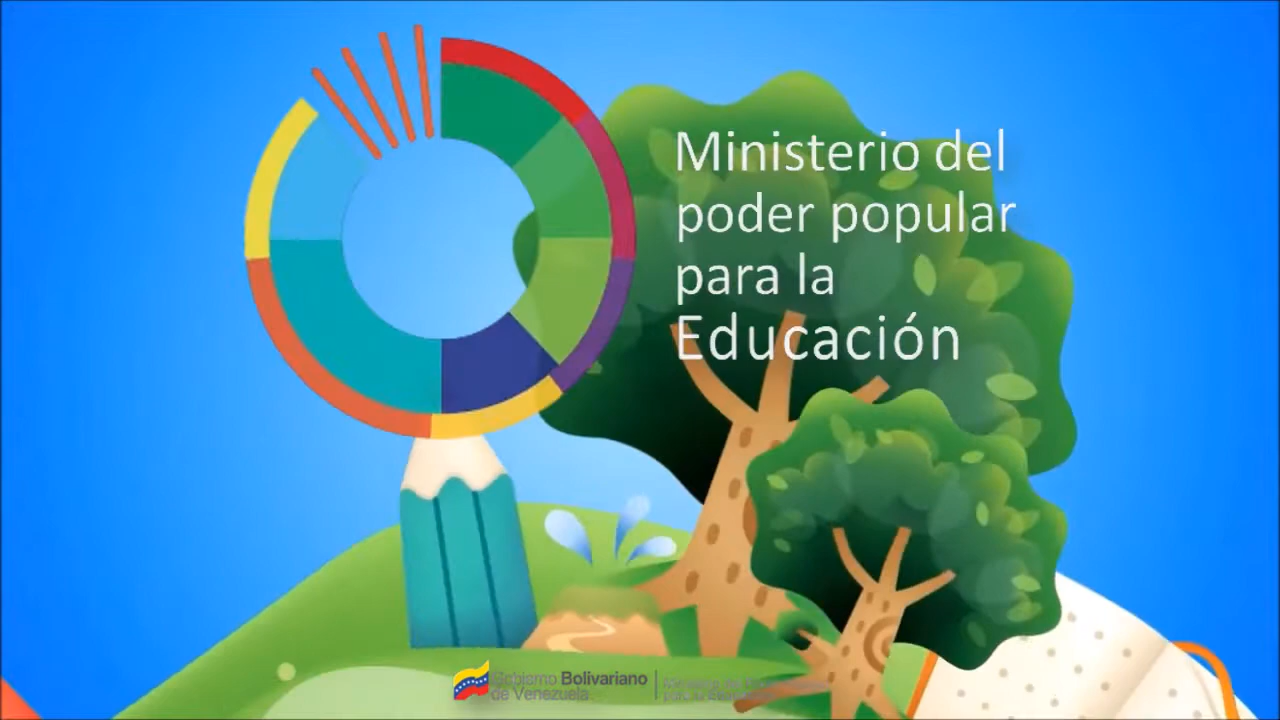 Ministerio del
poder popular
para la
Educación
Gobierno Bolivariano
de Venezuela